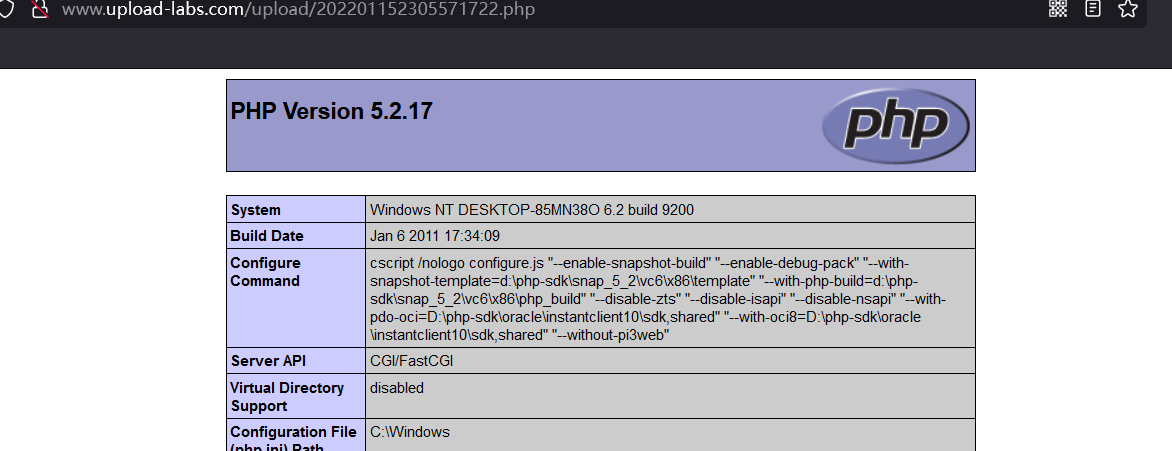 www.upload-labs.com/upload/202201152305571722.php
PHP Version 5.2.17
php
System Windows NT DESKTOP-85MN38O 6.2 build 9200
Build Date Jan 6 2011 17:34:09
Configure Command cscript /nologo configure.js "--enable-snapshot-build" "--enable-debug-pack" "--with-
snapshot-template=d:\php-sdk\snap_5_2\vc6\x86\template" "--with-php-build=d:\php-
sdk\snap_5_2\vc6\x86\php_build" "--disable-zts" "--disable-isapi" "--disable-nsapi" "--with-
pdo-oci=D:\php-sdk\oracle\instantclient10\sdk,shared" "--with-oci8=D:\php-sdk\oracle
\instantclient10\sdk,shared" "--without-pi3web"
Server API CGI/FastCGI
Virtual Directory Support disabled
Configuration File (php.ini) Path C:\Windows